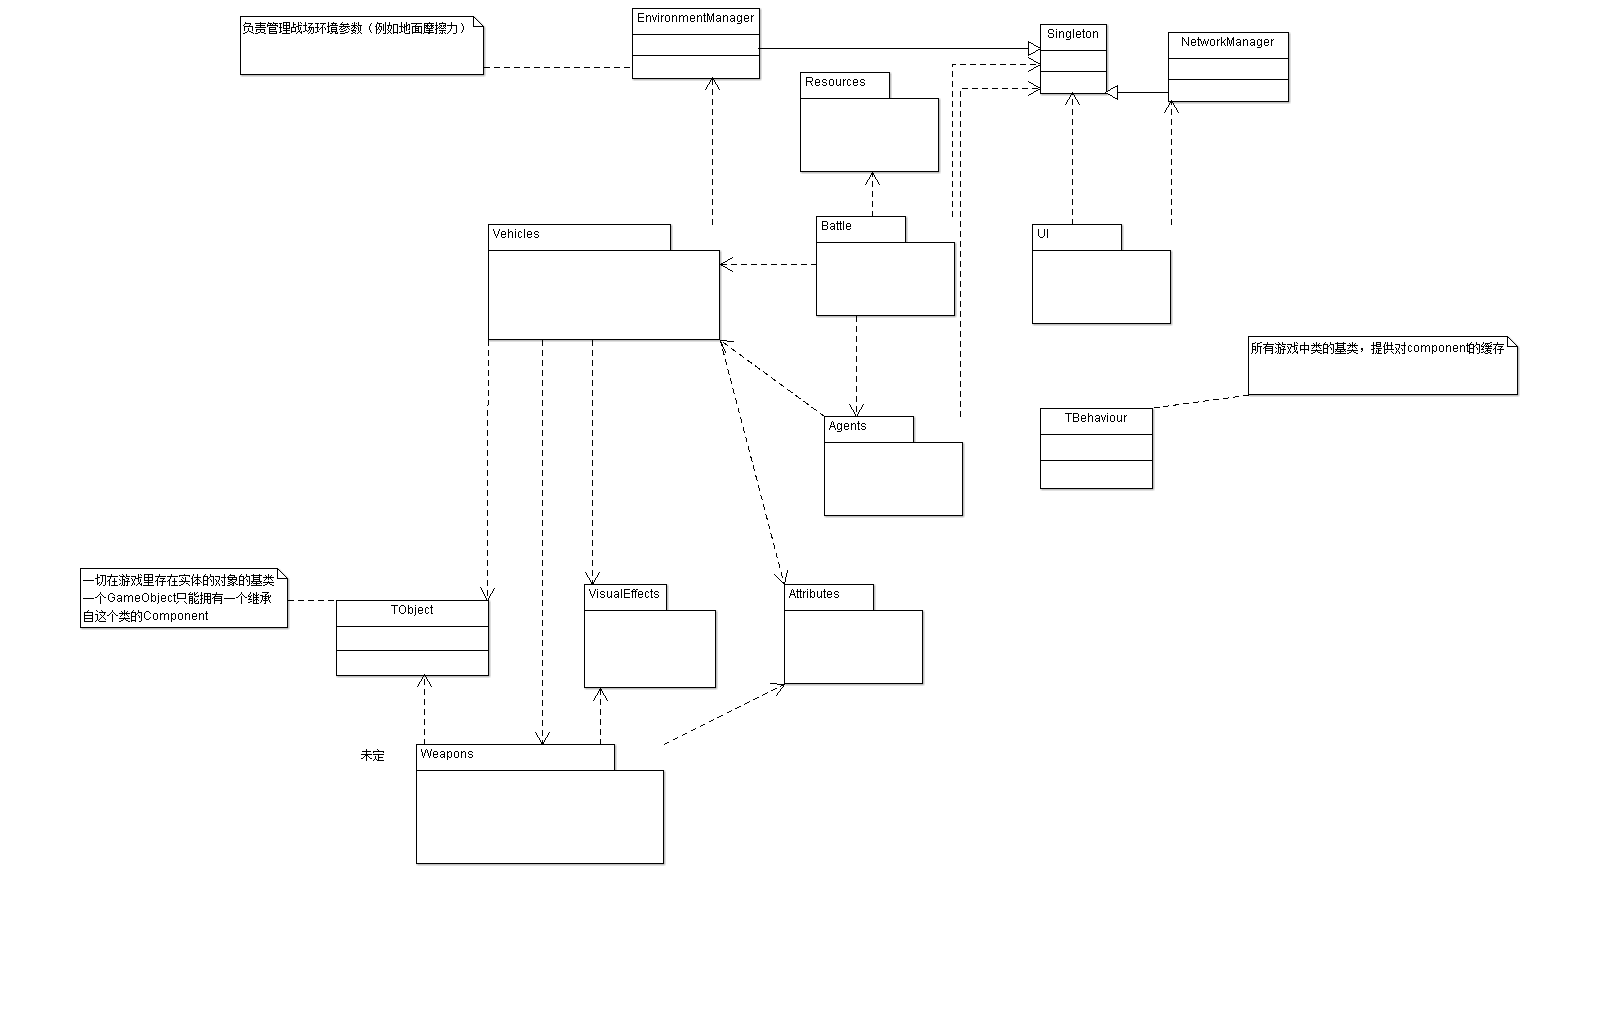 EnvironmentManager
负责管理战场环境参数（例如地面摩擦力）
Singleton
NetworkManager
Resources
Vehicles
Battle
UI
所有游戏中类的基类，提供对component的缓存
TBehaviour
Agents
一切在游戏里存在实体的对象的基类
一个GameObject只能拥有一个继承
自这个类的Component
TObject
VisualEffects
Attributes
未定
Weapons